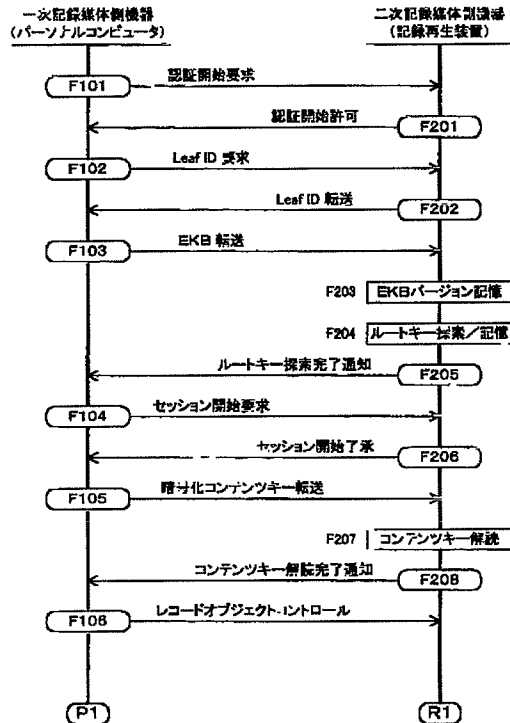 一次記録媒体側機器
(パーソナルコンピュータ)
二次記録媒体側機器
(記録再生装置)
F101
認証開始要求
認証開始許可
F201
F102
Leaf ID 要求
Leaf ID 転送
F202
F103
EKB 転送
F203
EKBバージョン記憶
F204
ルートキー探索/記憶
ルートキー探索完了通知
F205
F104
セッション開始要求
セッション開始了承
F206
F105
暗号化コンテンツキー転送
F207
コンテンツキー解読
コンテンツキー解読完了通知
F208
F106
レコードオブジェクトコントロール
P1
R1